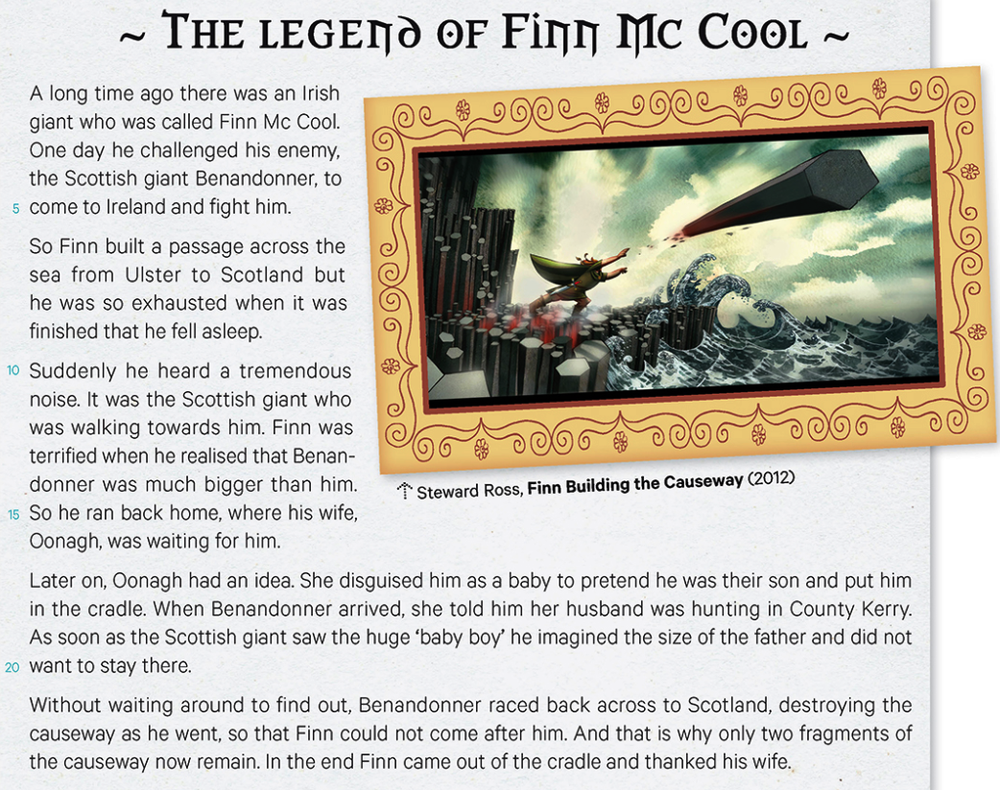 ~ The legend of Finn Mc Cool ~
A long time ago there was an Irish
giant who was called Finn Mc Cool.
One day he challenged his enemy,
the Scottish giant Benandonner, to
5 come to Ireland and fight him.
So Finn built a passage across the
sea from Ulster to Scotland but
he was so exhausted when it was
finished that he fell asleep.
10 Suddenly he heard a tremendous
noise. It was the Scottish giant who
was walking towards him. Finn was
terrified when he realised that Benan-
donner was much bigger than him.
15 So he ran back home, where his wife,
Oonagh, was waiting for him.
Steward Ross, Finn Building the Causeway (2012)
Later on, Oonagh had an idea. She disguised him as a baby to pretend he was their son and put him
in the cradle. When Benandonner arrived, she told him her husband was hunting in County Kerry.
As soon as the Scottish giant saw the huge ‘baby boy’ he imagined the size of the father and did not
20 want to stay there.
Without waiting around to find out, Benandonner raced back across to Scotland, destroying the
causeway as he went, so that Finn could not come after him. And that is why only two fragments of
the causeway now remain. In the end Finn came out of the cradle and thanked his wife.